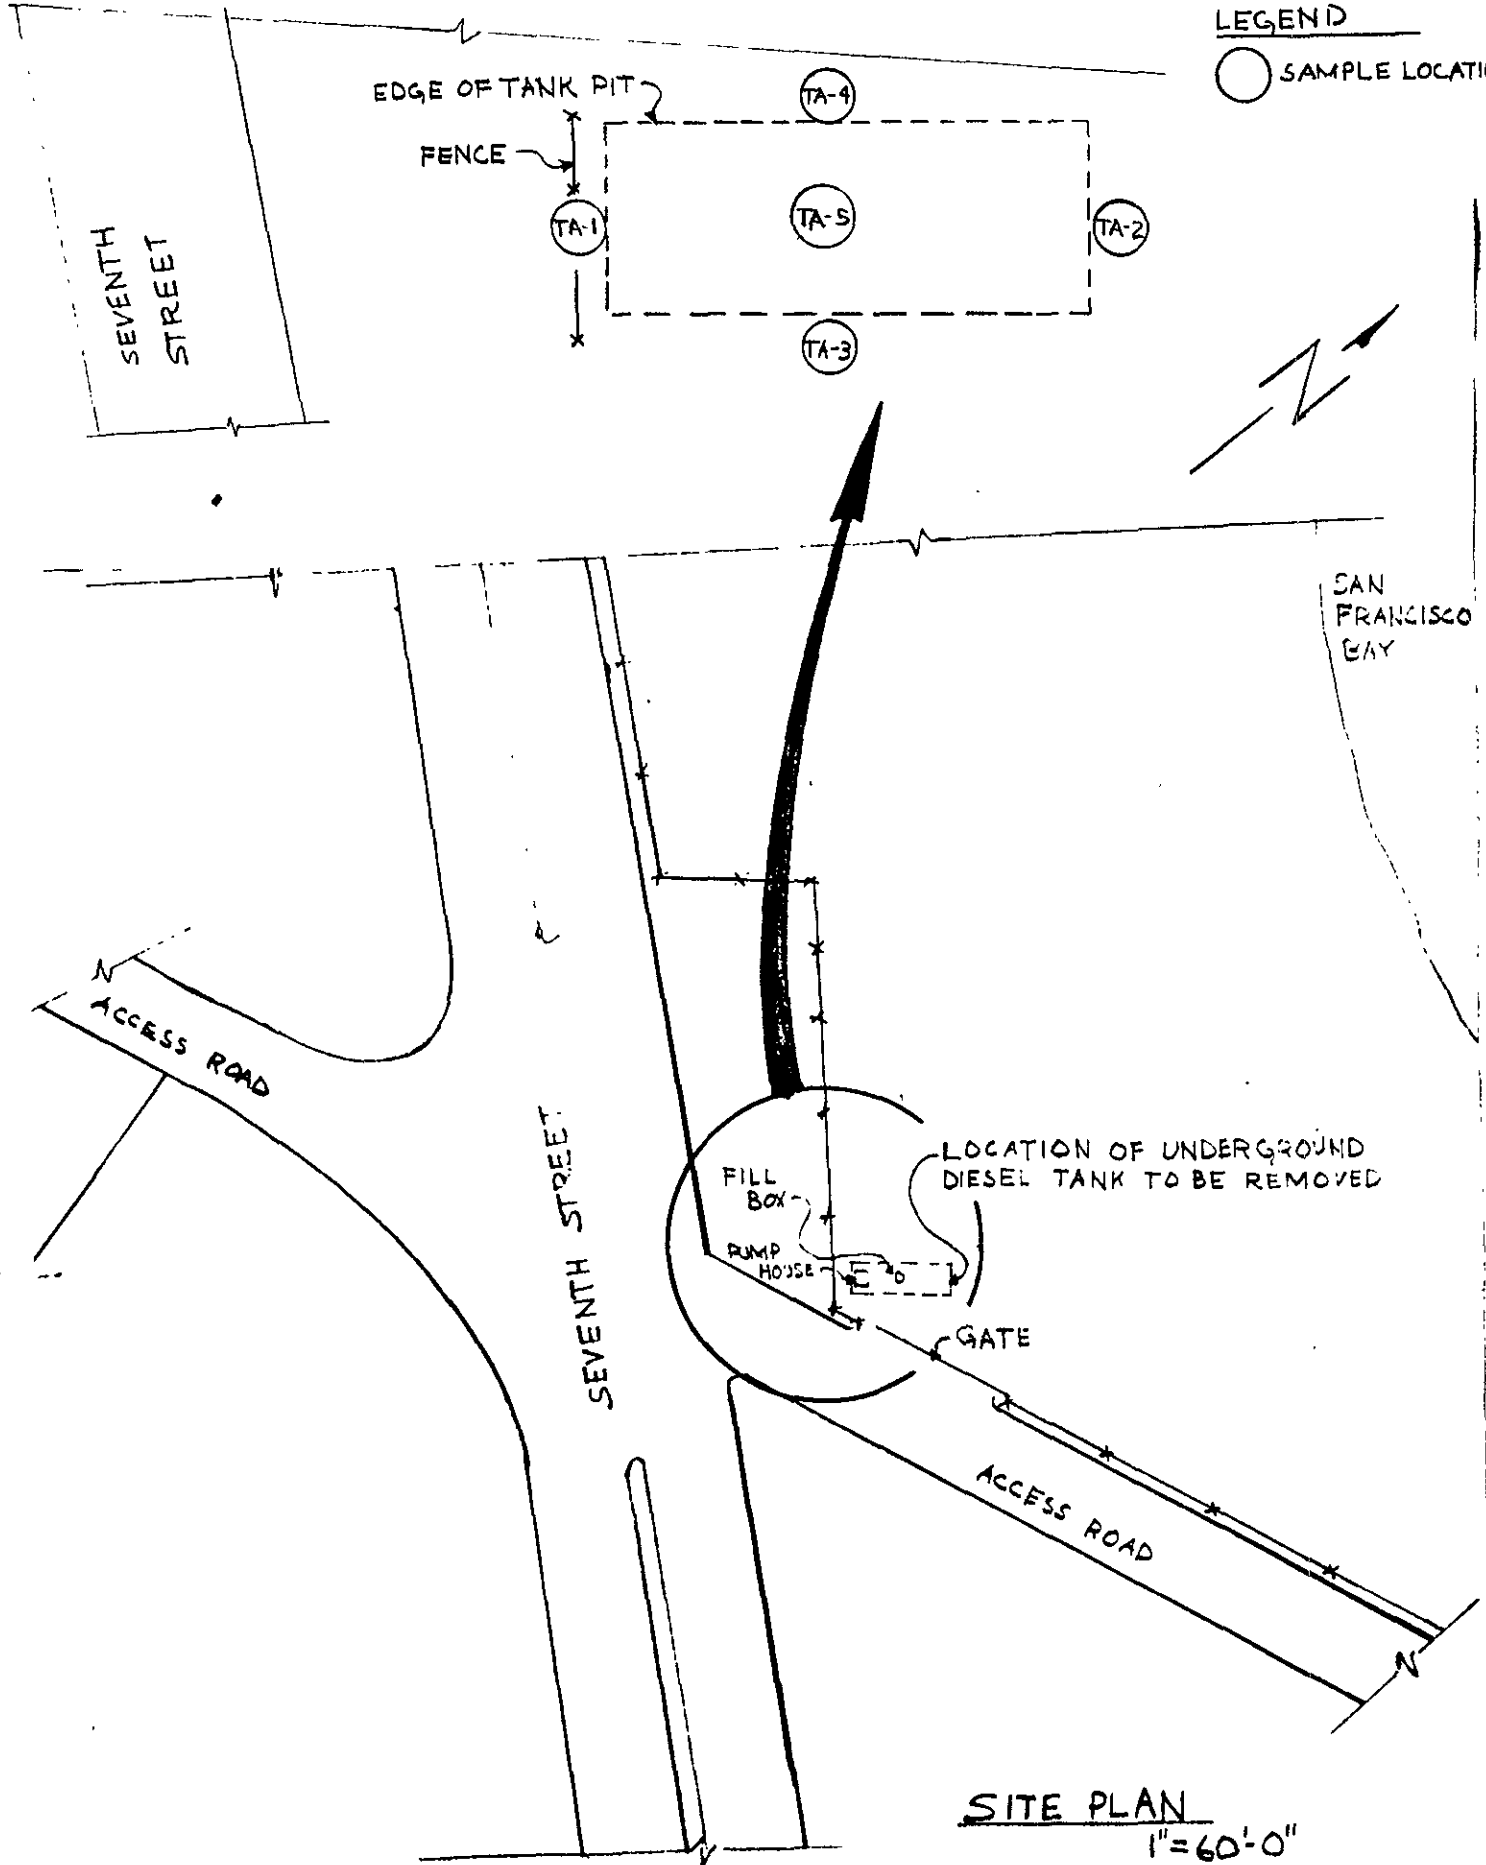 LEGEND
SAMPLE LOCATI
EDGE OF TANK PIT
FENCE
TA-4
TA-1
TA-5
TA-2
TA-3
SEVENTH
STREET
N
SAN
FRANCISCO
BAY
ACCESS ROAD
SEVENTH STREET
LOCATION OF UNDERGROUND
DIESEL TANK TO BE REMOVED
FILL
BOX
PUMP
HOUSE
GATE
ACCESS ROAD
SITE PLAN
1"=60'-0"